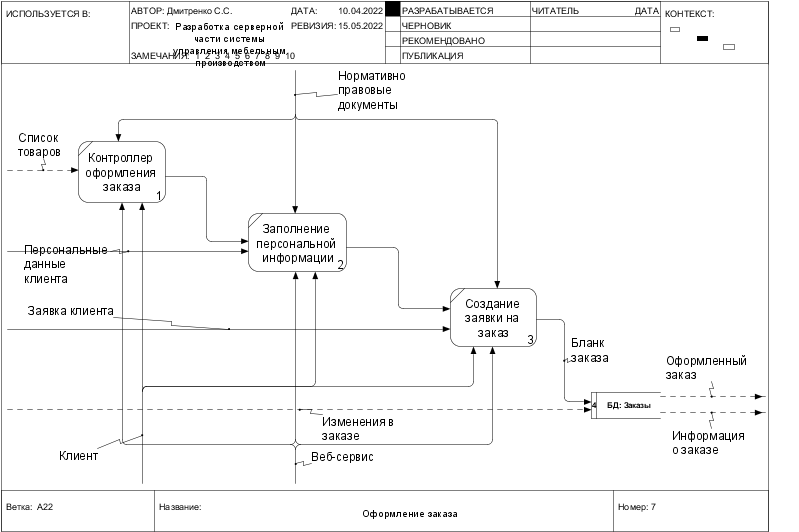 ИСПОЛЬЗУЕТСЯ В:
АВТОР: Дмитренко С.С.
ДАТА: 10.04.2022
РАЗРАБАТЫВАЕТСЯ
ЧИТАТЕЛЬ
ДАТА
КОНТЕКСТ:
ПРОЕКТ: Разработка серверной
части системы
управления мебельным
производством
РЕВИЗИЯ: 15.05.2022
ЧЕРНОВИК
РЕКОМЕНДОВАНО
ЗАМЕЧАНИЯ: 1 2 3 4 5 6 7 8 9 10
ПУБЛИКАЦИЯ
Нормативно
правовые
документы
Список
товаров
Контроллер
оформления
заказа
1
Заполнение
персональной
информации
2
Персональные
данные
клиента
Заявка клиента
Создание
заявки на
заказ
3
Бланк
заказа
Оформленный
заказ
4
БД: Заказы
Изменения в
заказе
Информация
о заказе
Клиент
Веб-сервис
Ветка: А22
Название:
Оформление заказа
Номер: 7